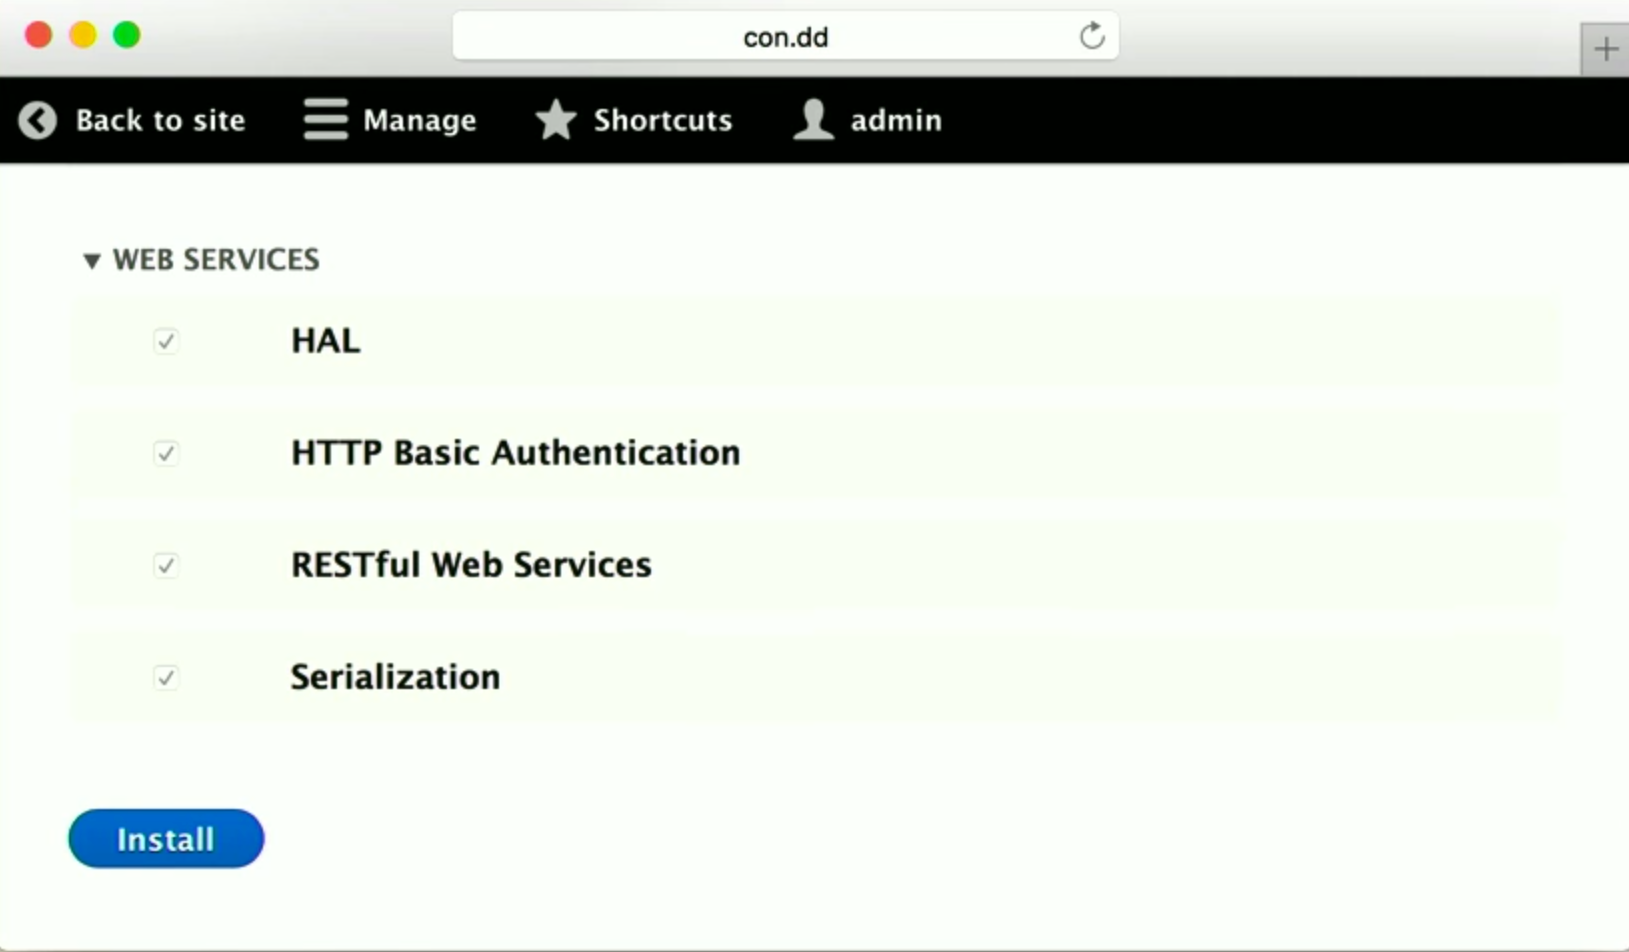 con.dd
Back to site Manage Shortcuts admin
WEB SERVICES
HAL
HTTP Basic Authentication
RESTful Web Services
Serialization
Install